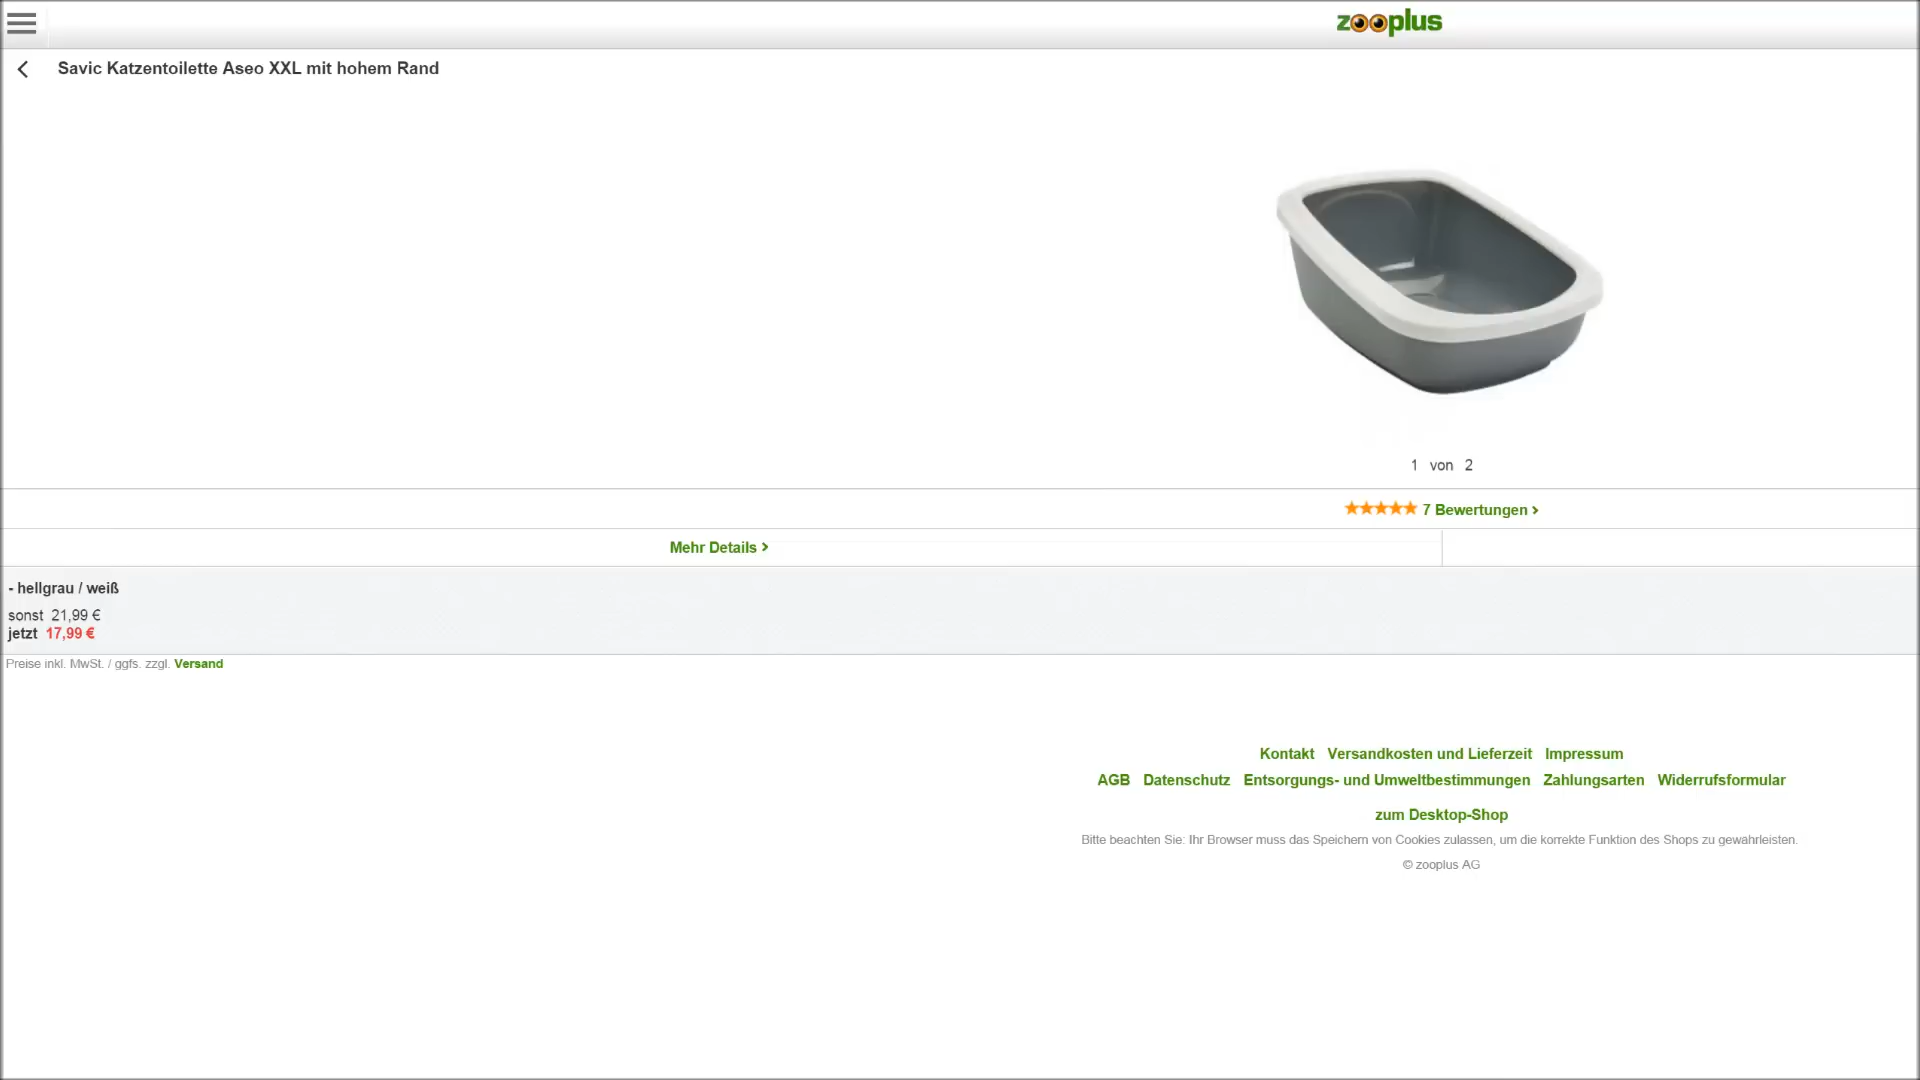 zooplus
Savic Katzentoilette Aseo XXL mit hohem Rand
1 von 2
7 Bewertungen
Mehr Details
- hellgrau / weiß
sonst 21,99 €
jetzt 17,99 €
Preise inkl. MwSt. / ggfs. zzgl. Versand
Kontakt Versandkosten und Lieferzeit Impressum
AGB Datenschutz Entsorgungs- und Umweltbestimmungen Zahlungsarten Widerrufsformular
zum Desktop-Shop
Bitte beachten Sie: Ihr Browser muss das Speichern von Cookies zulassen, um die korrekte Funktion des Shops zu gewährleisten.
© zooplus AG